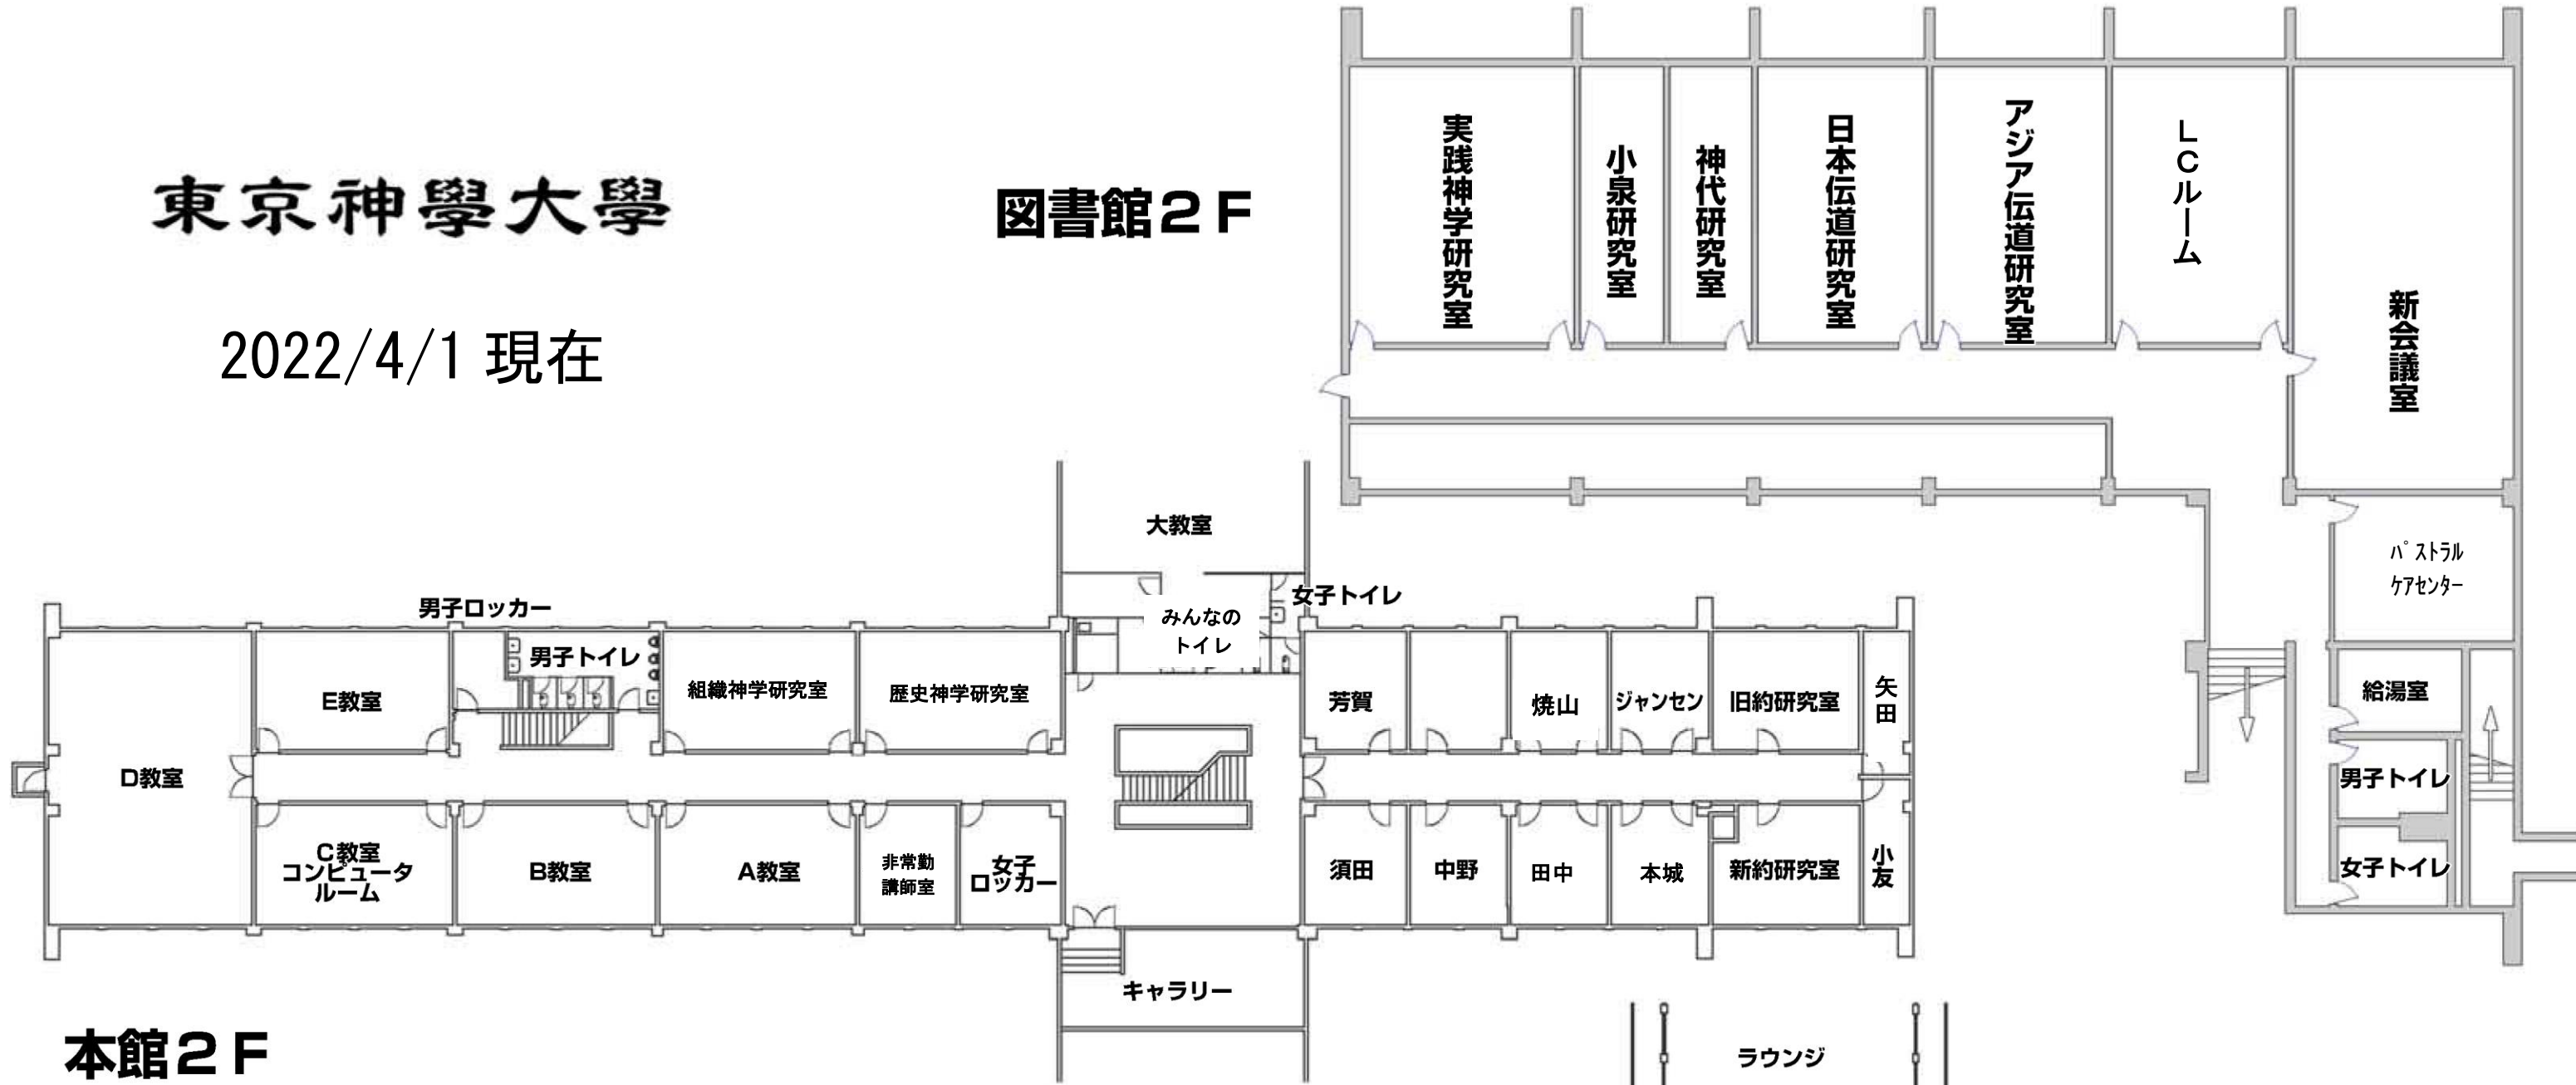 東京神學大學
2022/4/1 現在
図書館2F
実践神学研究室
小泉研究室
神代研究室
日本伝道研究室
アジア伝道研究室
LCルーム
新会議室
パストラル
ケアセンター
給湯室
男子トイレ
女子トイレ
大教室
みんなの
トイレ
女子トイレ
男子ロッカー
男子トイレ
D教室
E教室
組織神学研究室
歴史神学研究室
芳賀
焼山
ジャンセン
旧約研究室
矢田
C教室
コンピュータ
ルーム
B教室
A教室
非常勤
講師室
女子
ロッカー
須田
中野
田中
本城
新約研究室
小友
キャラリー
本館2F
ラウンジ